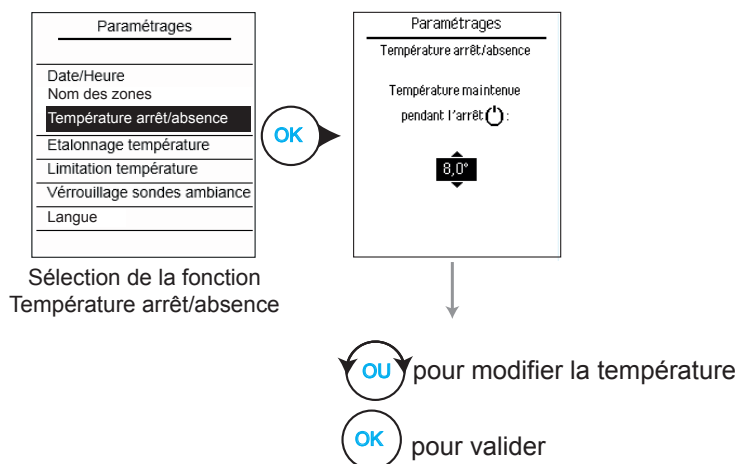 Paramétrages
Date/Heure
Nom des zones
Température arrêt/absence
Etalonnage température
Limitation température
Vérrouillage sondes ambiance
Langue
Sélection de la fonction
Température arrêt/absence
OK
Paramétrages
Température arrêt/absence
Température maintenue
pendant l'arrêt :
8,0°
OU pour modifier la température
OK pour valider